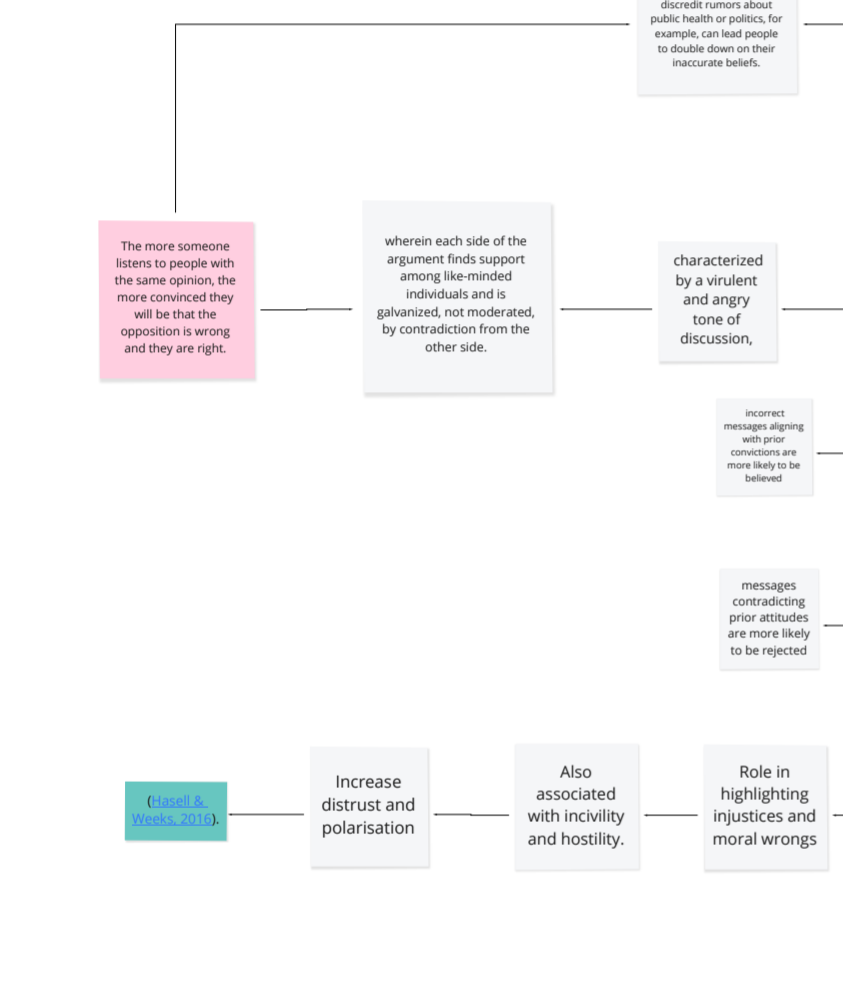 discredit rumors about
public health or politics, for
example, can lead people
to double down on their
inaccurate beliefs.
The more someone
listens to people with
the same opinion, the
more convinced they
will be that the
opposition is wrong
and they are right.
wherein each side of the
argument finds support
among like-minded
individuals and is
galvanized, not moderated,
by contradiction from the
other side.
characterized
by a virulent
and angry
tone of
discussion,
incorrect
messages aligning
with prior
convictions are
more likely to be
believed
messages
contradicting
prior attitudes
are more likely
to be rejected
(Hasell &
Weeks, 2016).
Increase
distrust and
polarisation
Also
associated
with incivility
and hostility.
Role in
highlighting
injustices and
moral wrongs